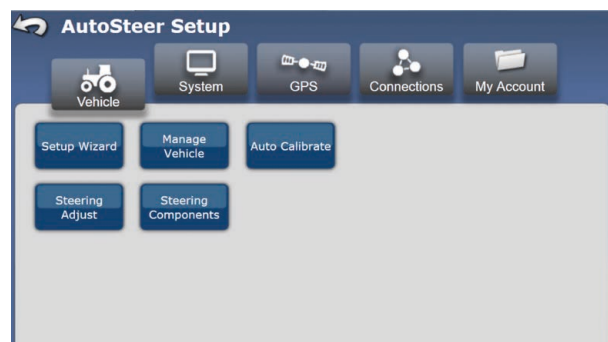 AutoSteer Setup
Vehicle
System
GPS
Connections
My Account
Setup Wizard
Manage
Vehicle
Auto Calibrate
Steering
Adjust
Steering
Components